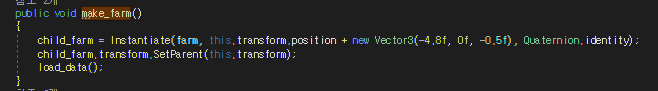 public void make_farm()
{
child_farm = Instantiate(farm, this.transform.position + new Vector3(-4.8f, 0f, -0.5f), Quaternion.identity);
child_farm.transform.SetParent(this.transform);
load_data();
}